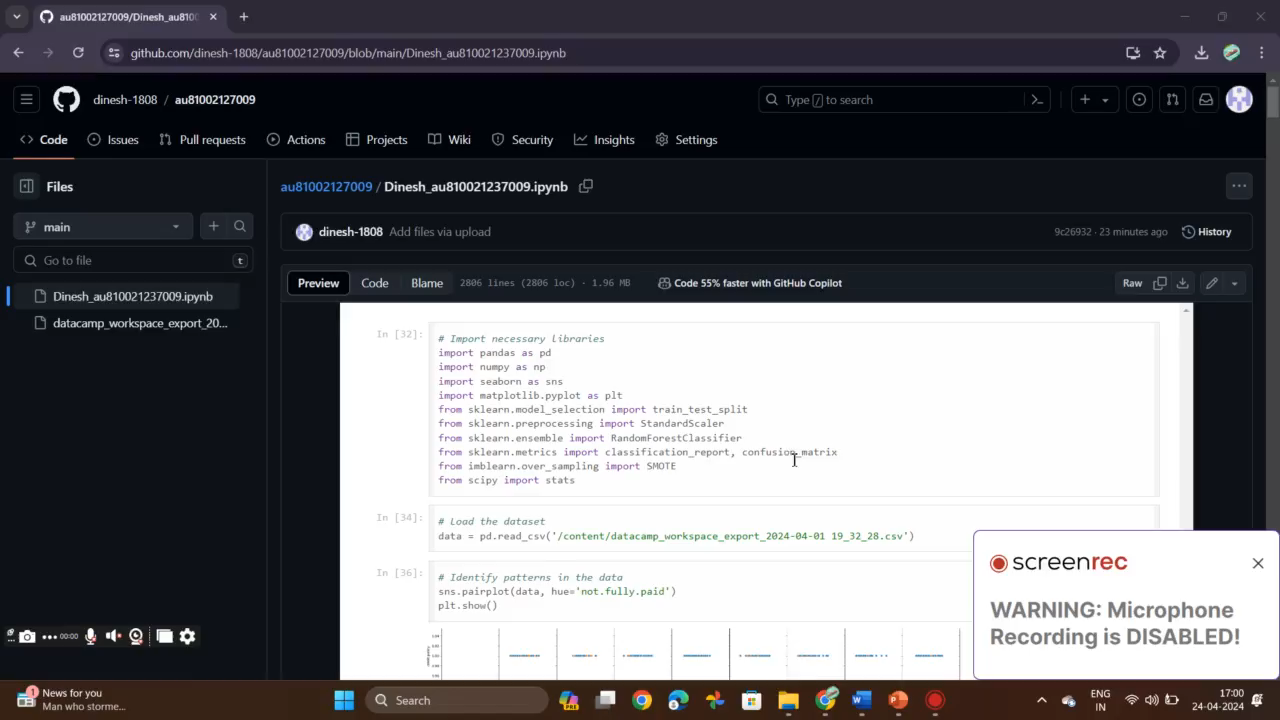 au81002127009/Dinesh_au8100
github.com/dinesh-1808/au81002127009/blob/main/Dinesh_au810021237009.ipynb
dinesh-1808 / au81002127009
Type / to search
Code
Issues
Pull requests
Actions
Projects
Wiki
Security
Insights
Settings
Files
au81002127009 / Dinesh_au810021237009.ipynb
main
dinesh-1808 Add files via upload
9c26932 · 23 minutes ago
History
Go to file
t
Preview
Code
Blame
2806 lines (2806 loc) · 1.96 MB
Code 55% faster with GitHub Copilot
Raw
Dinesh_au810021237009.ipynb
datacamp_workspace_export_20...
In [32]:
# Import necessary libraries
import pandas as pd
import numpy as np
import seaborn as sns
import matplotlib.pyplot as plt
from sklearn.model_selection import train_test_split
from sklearn.preprocessing import StandardScaler
from sklearn.ensemble import RandomForestClassifier
from sklearn.metrics import classification_report, confusion_matrix
from imblearn.over_sampling import SMOTE
from scipy import stats
In [34]:
# Load the dataset
data = pd.read_csv('/content/datacamp_workspace_export_2024-04-01 19_32_28.csv')
In [36]:
# Identify patterns in the data
sns.pairplot(data, hue='not.fully.paid')
plt.show()
screenrec
WARNING: Microphone
Recording is DISABLED!
00:00
1
News for you
Man who storme...
Search
PRE
ENG
IN
17:00
24-04-2024